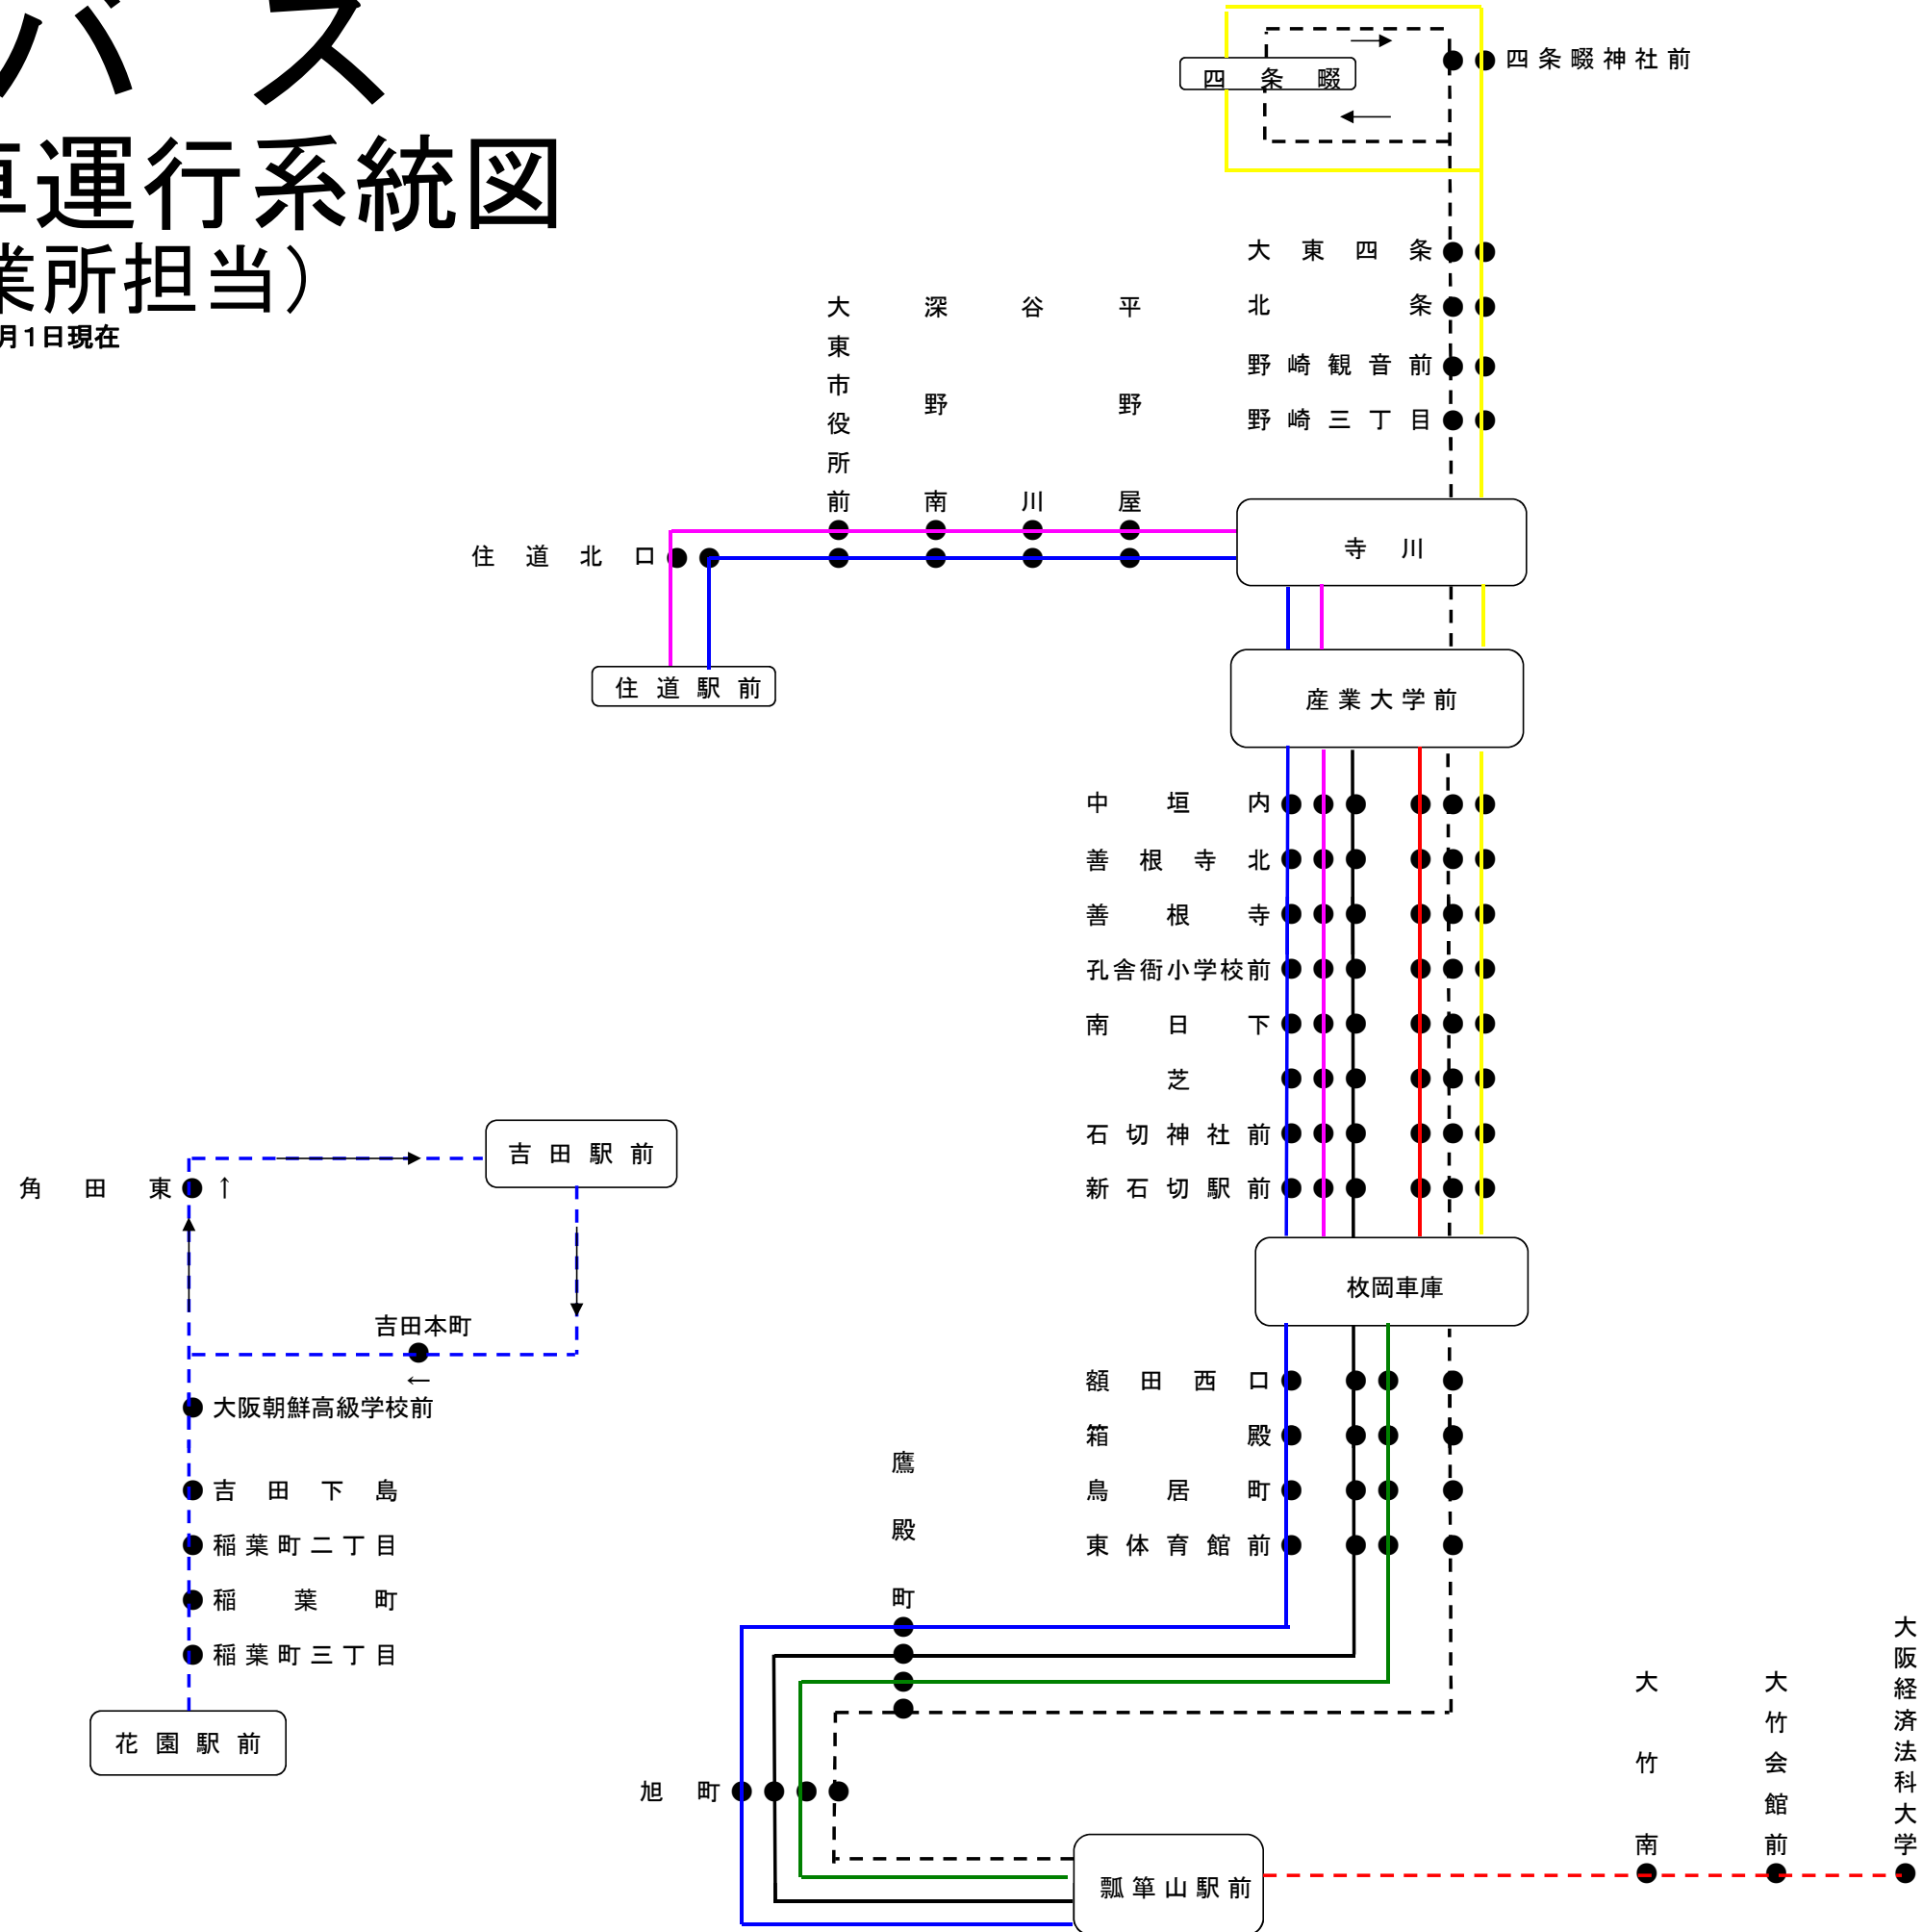 バス
車運行系統図
業所担当）
月１日現在
四条畷
四条畷神社前
大東四条
北条
野崎観音前
野崎三丁目
大東市役所前
深野南
谷川
平野屋
住道北口
寺川
住道駅前
産業大学前
中垣内
善根寺北
善根寺
孔舎衙小学校前
南日下
芝
石切神社前
新石切駅前
枚岡車庫
吉田駅前
角田東↑
吉田本町
←
大阪朝鮮高級学校前
吉田下島
稲葉町二丁目
稲葉町
稲葉町三丁目
花園駅前
額田西口
箱殿
鳥居町
東体育館前
鷹殿町
旭町
瓢箪山駅前
大竹南
大竹会館前
大阪経済法科大学